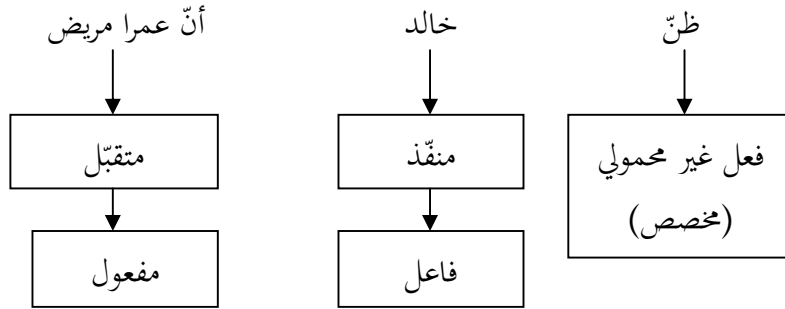 ظنّ خالد أنّ عمرا مريض
فعل غير محمولي منفّذ متقبّل
(مخصص) فاعل مفعول